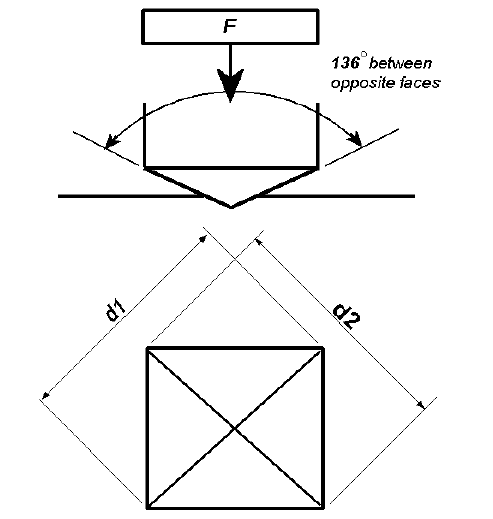 F
136° between
opposite faces
d1
d2